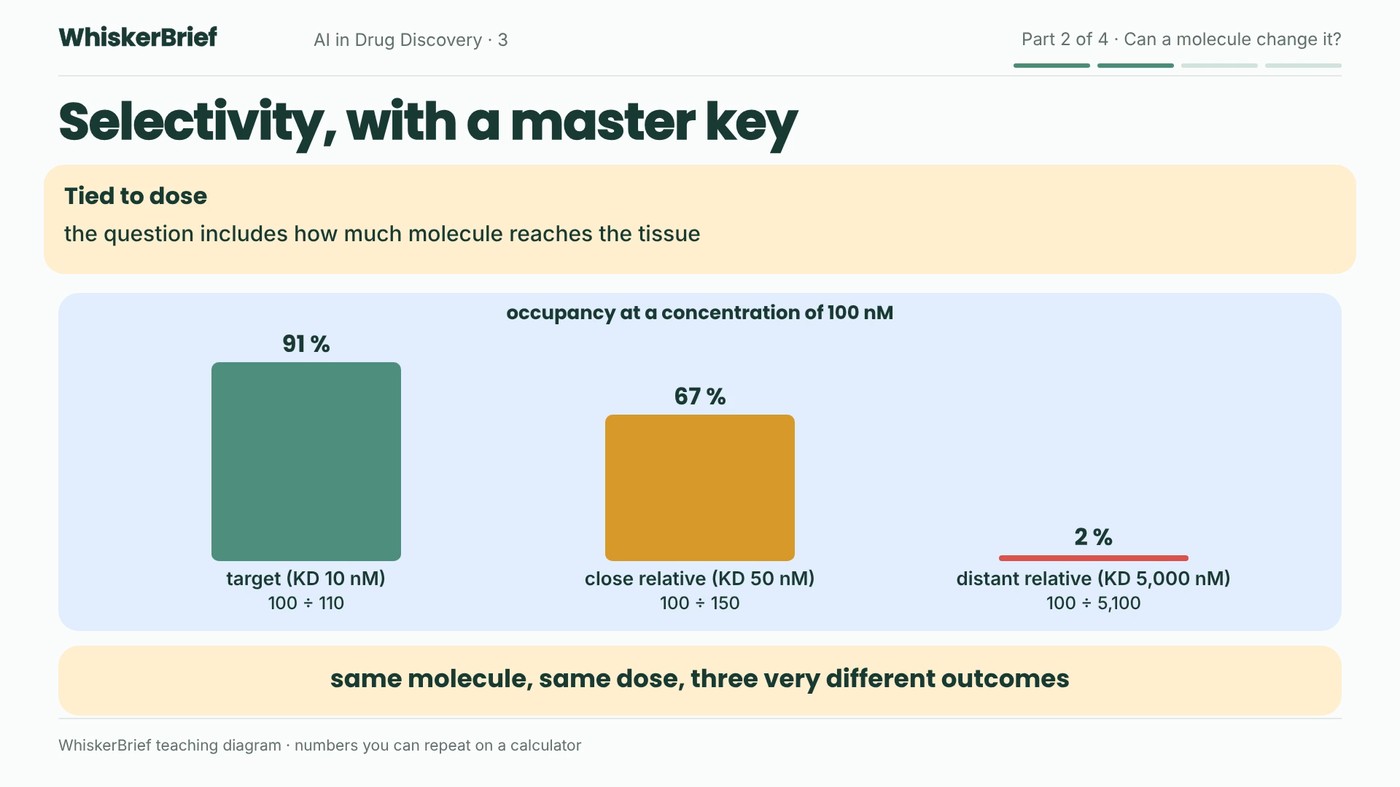 WhiskerBrief
AI in Drug Discovery · 3
Part 2 of 4 · Can a molecule change it?
Selectivity, with a master key
Tied to dose
the question includes how much molecule reaches the tissue
occupancy at a concentration of 100 nM
91 %
67 %
2 %
target (KD 10 nM)
100 ÷ 110
close relative (KD 50 nM)
100 ÷ 150
distant relative (KD 5,000 nM)
100 ÷ 5,100
same molecule, same dose, three very different outcomes
WhiskerBrief teaching diagram · numbers you can repeat on a calculator